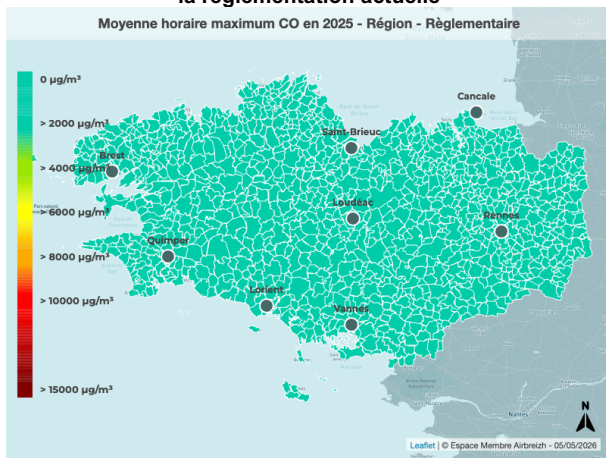 la réglementation actuelle
Moyenne horaire maximum CO en 2025 - Région - Règlementaire
0 µg/m³
> 2000 µg/m³
> 4000 µg/m³
> 6000 µg/m³
> 8000 µg/m³
> 10000 µg/m³
> 15000 µg/m³
Cancale
Saint-Brieuc
Brest
Loudéac
Rennes
Quimper
Lorient
Vannes
Nantes
N
Leaflet | © Espace Membre Airbreizh - 05/05/2026